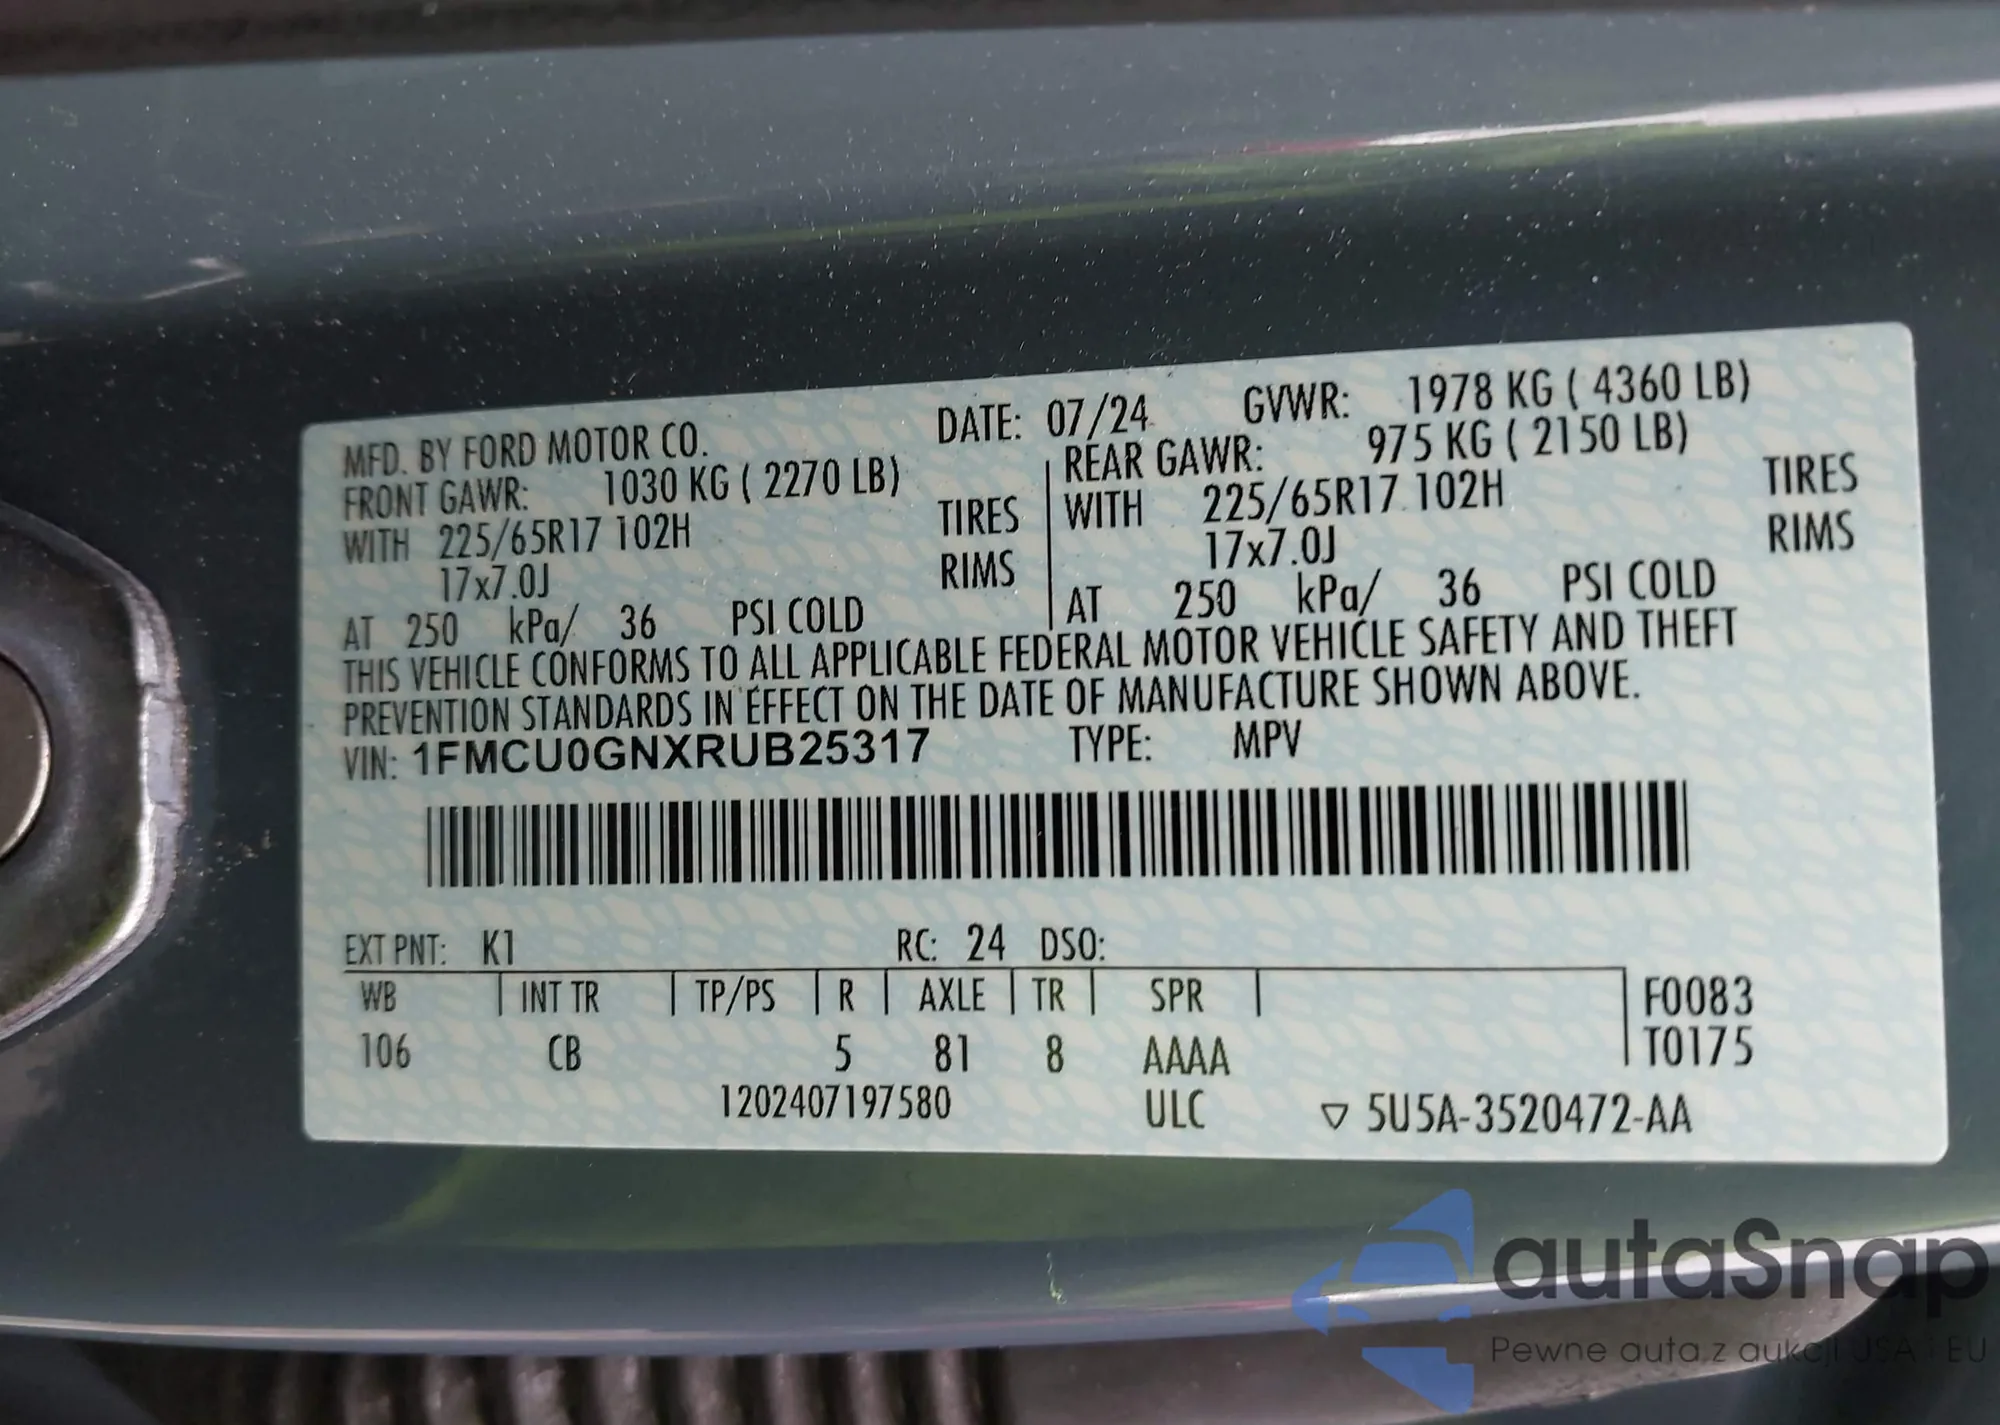 MFD. BY FORD MOTOR CO. DATE: 07/24 GVWR: 1978 KG ( 4360 LB)
FRONT GAWR: 1030 KG ( 2270 LB) REAR GAWR: 975 KG ( 2150 LB)
WITH 225/65R17 102H TIRES WITH 225/65R17 102H TIRES
17x7.0J RIMS 17x7.0J RIMS
AT 250 kPa/ 36 PSI COLD AT 250 kPa/ 36 PSI COLD
THIS VEHICLE CONFORMS TO ALL APPLICABLE FEDERAL MOTOR VEHICLE SAFETY AND THEFT
PREVENTION STANDARDS IN EFFECT ON THE DATE OF MANUFACTURE SHOWN ABOVE.
VIN: 1FMCU0GNXRUB25317 TYPE: MPV
EXT PNT: K1 RC: 24 DSO:
WB INT TR TP/PS R AXLE TR SPR F0083
106 CB 5 81 8 AAAA T0175
1202407197580 ULC ▽ 5U5A-3520472-AA
autaSnap
Pewne auta z aukcji USA i EU